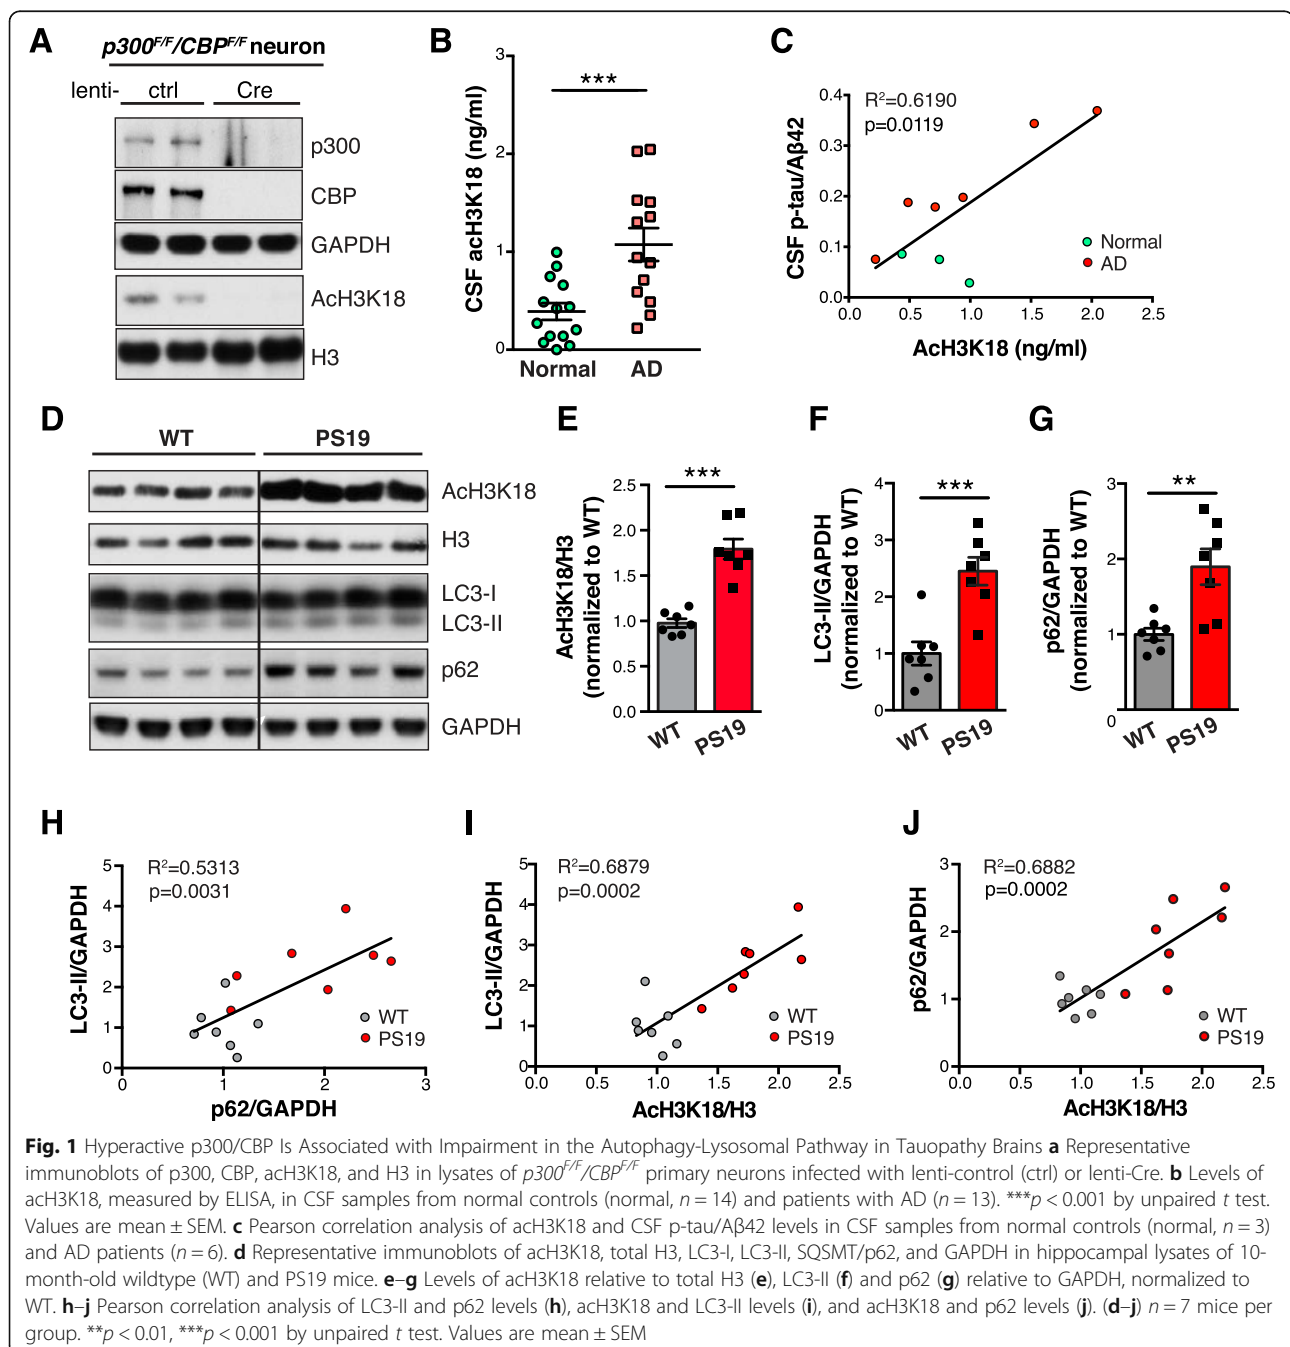 A
p300F/F/CBPF/F neuron
lenti- ctrl Cre
p300
CBP
GAPDH
AcH3K18
H3
B
CSF acH3K18 (ng/ml)
3
2
1
0
***
Normal AD
C
CSF p-tau/Aβ42
0.4
0.3
0.2
0.1
0.0
R²=0.6190
p=0.0119
Normal
AD
0.0 0.5 1.0 1.5 2.0 2.5
AcH3K18 (ng/ml)
D
WT PS19
AcH3K18
H3
LC3-I
LC3-II
p62
GAPDH
E
AcH3K18/H3
(normalized to WT)
2.5
2.0
1.5
1.0
0.5
0.0
***
WT PS19
F
LC3-II/GAPDH
(normalized to WT)
4
3
2
1
0
***
WT PS19
G
p62/GAPDH
(normalized to WT)
3
2
1
0
**
WT PS19
H
LC3-II/GAPDH
5
4
3
2
1
0
R²=0.5313
p=0.0031
WT
PS19
0 1 2 3
p62/GAPDH
I
LC3-II/GAPDH
5
4
3
2
1
0
R²=0.6879
p=0.0002
WT
PS19
0.0 0.5 1.0 1.5 2.0 2.5
AcH3K18/H3
J
p62/GAPDH
3
2
1
0
R²=0.6882
p=0.0002
WT
PS19
0.0 0.5 1.0 1.5 2.0 2.5
AcH3K18/H3
Fig. 1 Hyperactive p300/CBP Is Associated with Impairment in the Autophagy-Lysosomal Pathway in Tauopathy Brains a Representative
immunoblots of p300, CBP, acH3K18, and H3 in lysates of p300F/F/CBPF/F primary neurons infected with lenti-control (ctrl) or lenti-Cre. b Levels of
acH3K18, measured by ELISA, in CSF samples from normal controls (normal, n = 14) and patients with AD (n = 13). ***p < 0.001 by unpaired t test.
Values are mean ± SEM. c Pearson correlation analysis of acH3K18 and CSF p-tau/Aβ42 levels in CSF samples from normal controls (normal, n = 3)
and AD patients (n = 6). d Representative immunoblots of acH3K18, total H3, LC3-I, LC3-II, SQSMT/p62, and GAPDH in hippocampal lysates of 10-
month-old wildtype (WT) and PS19 mice. e–g Levels of acH3K18 relative to total H3 (e), LC3-II (f) and p62 (g) relative to GAPDH, normalized to
WT. h–j Pearson correlation analysis of LC3-II and p62 levels (h), acH3K18 and LC3-II levels (i), and acH3K18 and p62 levels (j). (d–j) n = 7 mice per
group. **p < 0.01, ***p < 0.001 by unpaired t test. Values are mean ± SEM